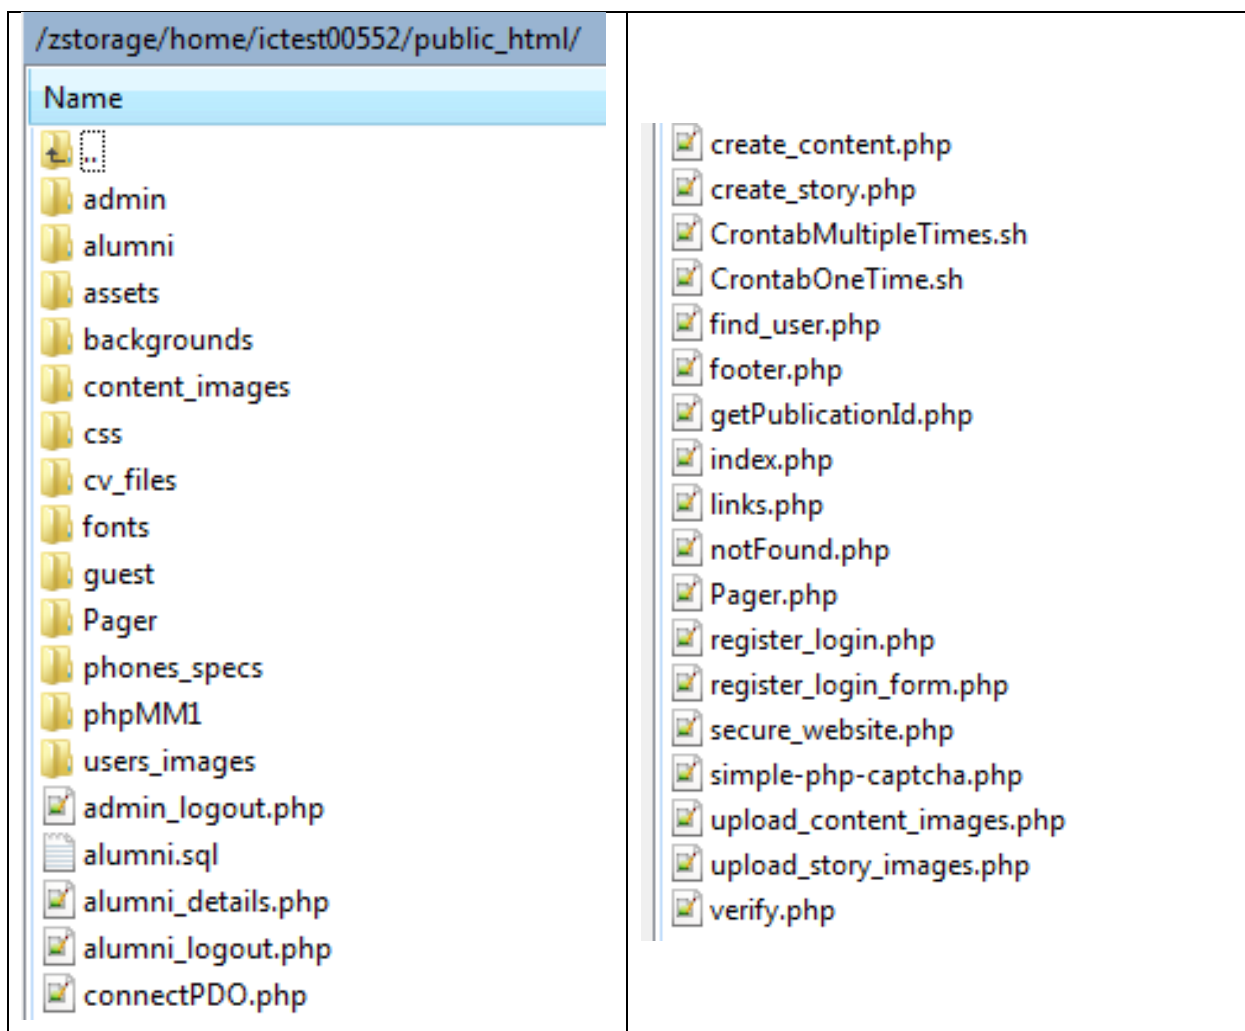 /zstorage/home/ictest00552/public_html/
Name
..
admin
alumni
assets
backgrounds
content_images
css
cv_files
fonts
guest
Pager
phones_specs
phpMM1
users_images
admin_logout.php
alumni.sql
alumni_details.php
alumni_logout.php
connectPDO.php
create_content.php
create_story.php
CrontabMultipleTimes.sh
CrontabOneTime.sh
find_user.php
footer.php
getPublicationId.php
index.php
links.php
notFound.php
Pager.php
register_login.php
register_login_form.php
secure_website.php
simple-php-captcha.php
upload_content_images.php
upload_story_images.php
verify.php